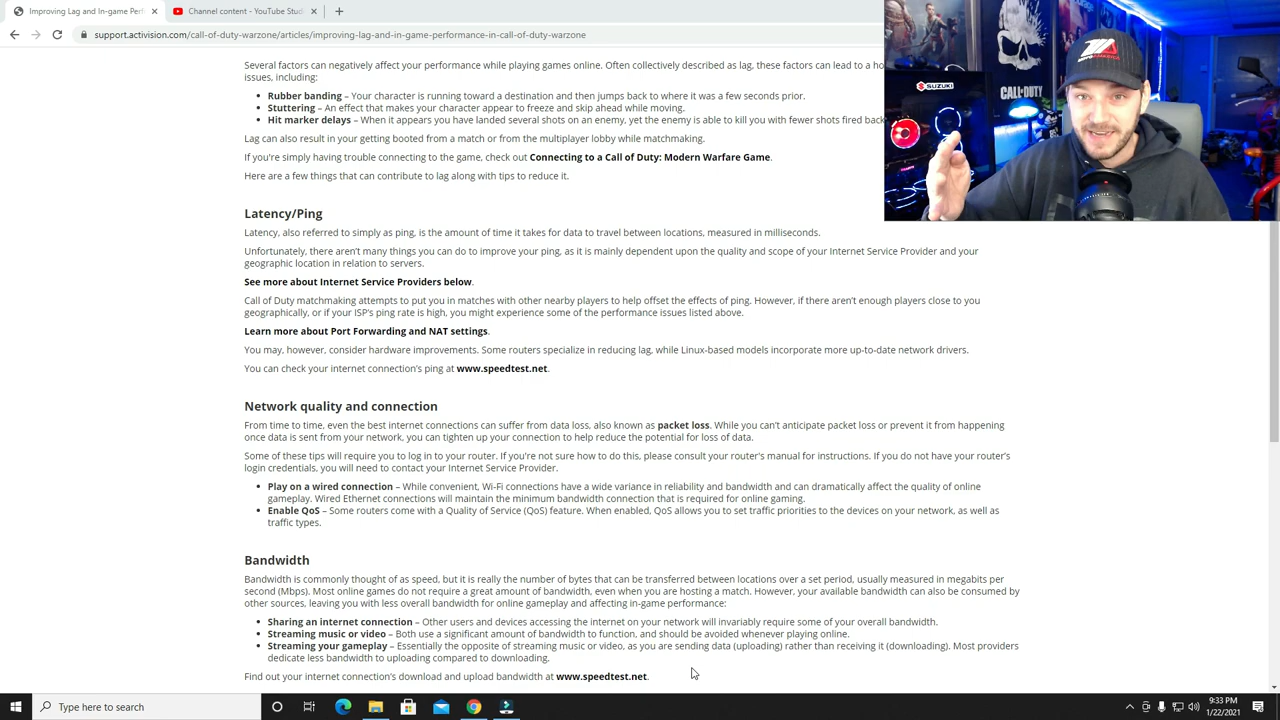 Improving Lag and In-game Perf
Channel content - YouTube Stud
support.activision.com/call-of-duty-warzone/articles/improving-lag-and-in-game-performance-in-call-of-duty-warzone
Several factors can negatively affect your performance while playing games online. Often collectively described as lag, these factors can lead to a
issues, including:
Rubber banding – Your character is running toward a destination and then jumps back to where it was a few seconds prior.
Stuttering – An effect that makes your character appear to freeze and skip ahead while moving.
Hit marker delays – When it appears you have landed several shots on an enemy, yet the enemy is able to kill you with fewer shots fired back
Lag can also result in your getting booted from a match or from the multiplayer lobby while matchmaking.
If you're simply having trouble connecting to the game, check out Connecting to a Call of Duty: Modern Warfare Game.
Here are a few things that can contribute to lag along with tips to reduce it.
SUZUKI
CALL·DUTY
Latency/Ping
Latency, also referred to simply as ping, is the amount of time it takes for data to travel between locations, measured in milliseconds.
Unfortunately, there aren't many things you can do to improve your ping, as it is mainly dependent upon the quality and scope of your Internet Service Provider and your
geographic location in relation to servers.
See more about Internet Service Providers below.
Call of Duty matchmaking attempts to put you in matches with other nearby players to help offset the effects of ping. However, if there aren't enough players close to you
geographically, or if your ISP's ping rate is high, you might experience some of the performance issues listed above.
Learn more about Port Forwarding and NAT settings.
You may, however, consider hardware improvements. Some routers specialize in reducing lag, while Linux-based models incorporate more up-to-date network drivers.
You can check your internet connection's ping at www.speedtest.net.
Network quality and connection
From time to time, even the best internet connections can suffer from data loss, also known as packet loss. While you can't anticipate packet loss or prevent it from happening
once data is sent from your network, you can tighten up your connection to help reduce the potential for loss of data.
Some of these tips will require you to log in to your router. If you're not sure how to do this, please consult your router's manual for instructions. If you do not have your router's
login credentials, you will need to contact your Internet Service Provider.
Play on a wired connection – While convenient, Wi-Fi connections have a wide variance in reliability and bandwidth and can dramatically affect the quality of online
gameplay. Wired Ethernet connections will maintain the minimum bandwidth connection that is required for online gaming.
Enable QoS – Some routers come with a Quality of Service (QoS) feature. When enabled, QoS allows you to set traffic priorities to the devices on your network, as well as
traffic types.
Bandwidth
Bandwidth is commonly thought of as speed, but it is really the number of bytes that can be transferred between locations over a set period, usually measured in megabits per
second (Mbps). Most online games do not require a great amount of bandwidth, even when you are hosting a match. However, your available bandwidth can also be consumed by
other sources, leaving you with less overall bandwidth for online gameplay and affecting in-game performance:
Sharing an internet connection – Other users and devices accessing the internet on your network will invariably require some of your overall bandwidth.
Streaming music or video – Both use a significant amount of bandwidth to function, and should be avoided whenever playing online.
Streaming your gameplay – Essentially the opposite of streaming music or video, as you are sending data (uploading) rather than receiving it (downloading). Most providers
dedicate less bandwidth to uploading compared to downloading.
Find out your internet connection's download and upload bandwidth at www.speedtest.net.
Type here to search
9:33 PM
1/22/2021